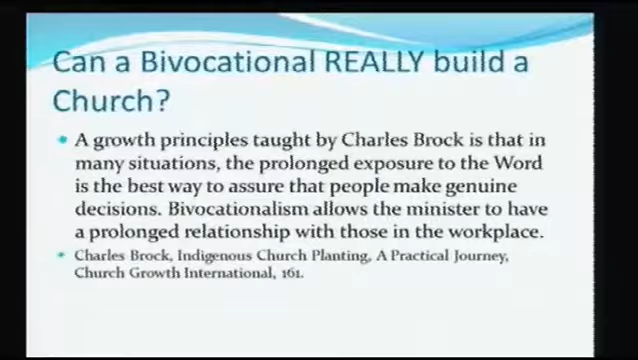 Can a Bivocational REALLY build a
Church?
A growth principles taught by Charles Brock is that in
many situations, the prolonged exposure to the Word
is the best way to assure that people make genuine
decisions. Bivocationalism allows the minister to have
a prolonged relationship with those in the workplace.
Charles Brock, Indigenous Church Planting, A Practical Journey,
Church Growth International, 161.